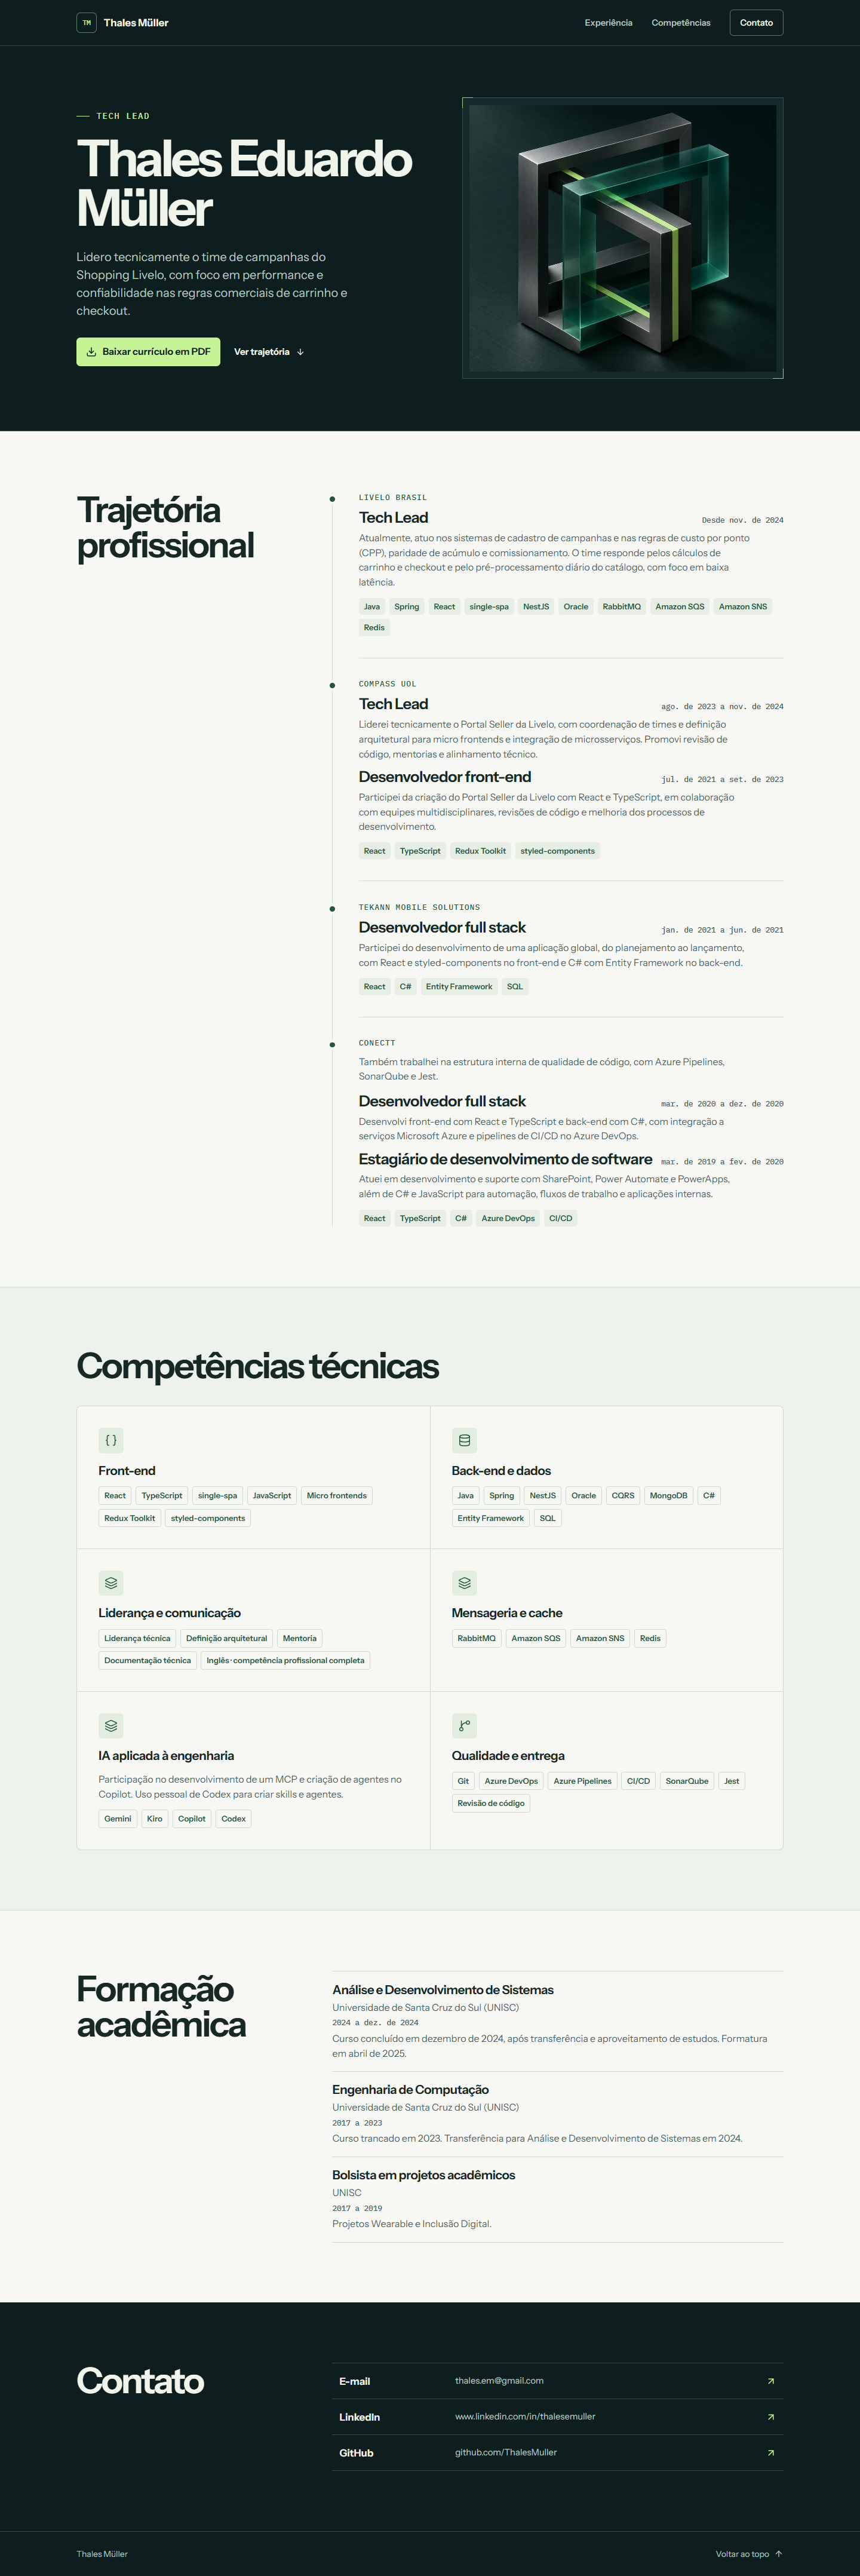 TM Thales Müller
Experiência Competências Contato
TECH LEAD
Thales Eduardo
Müller
Lidero tecnicamente o time de campanhas do
Shopping Livelo, com foco em performance e
confiabilidade nas regras comerciais de carrinho e
checkout.
Baixar currículo em PDF Ver trajetória ↓
Trajetória
profissional
LIVELO BRASIL
Tech Lead Desde nov. de 2024
Atualmente, atuo nos sistemas de cadastro de campanhas e nas regras de custo por ponto
(CPP), paridade de acúmulo e comissionamento. O time responde pelos cálculos de
carrinho e checkout e pelo pré-processamento diário do catálogo, com foco em baixa
latência.
Java Spring React single-spa NestJS Oracle RabbitMQ Amazon SQS Amazon SNS
Redis
COMPASS UOL
Tech Lead ago. de 2023 a nov. de 2024
Liderei tecnicamente o Portal Seller da Livelo, com coordenação de times e definição
arquitetural para micro frontends e integração de microsserviços. Promovi revisão de
código, mentorias e alinhamento técnico.
Desenvolvedor front-end jul. de 2021 a set. de 2023
Participei da criação do Portal Seller da Livelo com React e TypeScript, em colaboração
com equipes multidisciplinares, revisões de código e melhoria dos processos de
desenvolvimento.
React TypeScript Redux Toolkit styled-components
TEKANN MOBILE SOLUTIONS
Desenvolvedor full stack jan. de 2021 a jun. de 2021
Participei do desenvolvimento de uma aplicação global, do planejamento ao lançamento,
com React e styled-components no front-end e C# com Entity Framework no back-end.
React C# Entity Framework SQL
CONECTT
Também trabalhei na estrutura interna de qualidade de código, com Azure Pipelines,
SonarQube e Jest.
Desenvolvedor full stack mar. de 2020 a dez. de 2020
Desenvolvi front-end com React e TypeScript e back-end com C#, com integração a
serviços Microsoft Azure e pipelines de CI/CD no Azure DevOps.
Estagiário de desenvolvimento de software mar. de 2019 a fev. de 2020
Atuei em desenvolvimento e suporte com SharePoint, Power Automate e PowerApps,
além de C# e JavaScript para automação, fluxos de trabalho e aplicações internas.
React TypeScript C# Azure DevOps CI/CD
Competências técnicas
Front-end
React TypeScript single-spa JavaScript Micro frontends
Redux Toolkit styled-components
Back-end e dados
Java Spring NestJS Oracle CQRS MongoDB C#
Entity Framework SQL
Liderança e comunicação
Liderança técnica Definição arquitetural Mentoria
Documentação técnica Inglês · competência profissional completa
Mensageria e cache
RabbitMQ Amazon SQS Amazon SNS Redis
IA aplicada à engenharia
Participação no desenvolvimento de um MCP e criação de agentes no
Copilot. Uso pessoal de Codex para criar skills e agentes.
Gemini Kiro Copilot Codex
Qualidade e entrega
Git Azure DevOps Azure Pipelines CI/CD SonarQube Jest
Revisão de código
Formação
acadêmica
Análise e Desenvolvimento de Sistemas
Universidade de Santa Cruz do Sul (UNISC)
2024 a dez. de 2024
Curso concluído em dezembro de 2024, após transferência e aproveitamento de estudos. Formatura
em abril de 2025.
Engenharia de Computação
Universidade de Santa Cruz do Sul (UNISC)
2017 a 2023
Curso trancado em 2023. Transferência para Análise e Desenvolvimento de Sistemas em 2024.
Bolsista em projetos acadêmicos
UNISC
2017 a 2019
Projetos Wearable e Inclusão Digital.
Contato
E-mail thales.em@gmail.com
LinkedIn www.linkedin.com/in/thalesemuller
GitHub github.com/ThalesMuller
Thales Müller
Voltar ao topo ↑